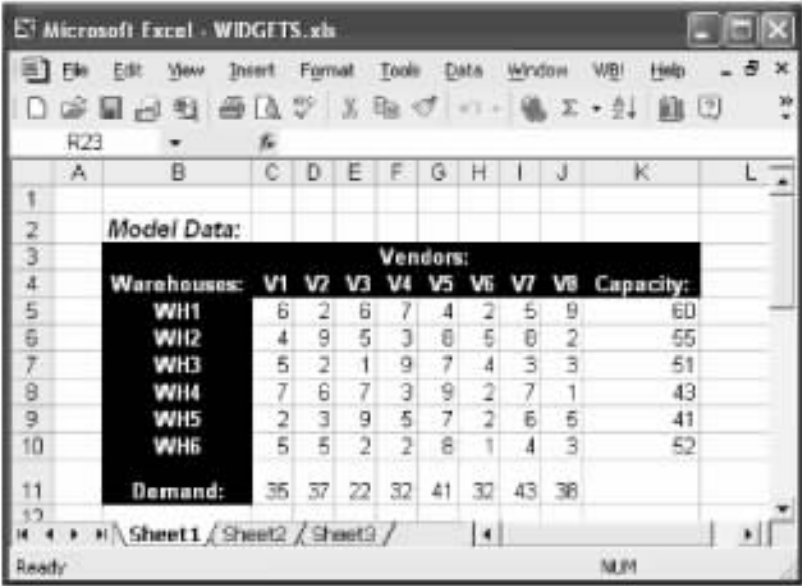 Microsoft Excel - WIDGETS.xls
File Edit View Insert Format Tools Data Window WB! Help
R23 fx
A B C D E F G H I J K L
1
2 Model Data:
3 Vendors:
4 Warehouses: V1 V2 V3 V4 V5 V6 V7 V8 Capacity:
5 WH1 6 2 6 7 4 2 5 9 60
6 WH2 4 9 5 3 8 5 8 2 55
7 WH3 5 2 1 9 7 4 3 3 51
8 WH4 7 6 7 3 9 2 7 1 43
9 WH5 2 3 9 5 7 2 6 5 41
10 WH6 5 5 2 2 8 1 4 3 52
11 Demand: 35 37 22 32 41 32 43 38
12
Sheet1 Sheet2 Sheet3
Ready NUM